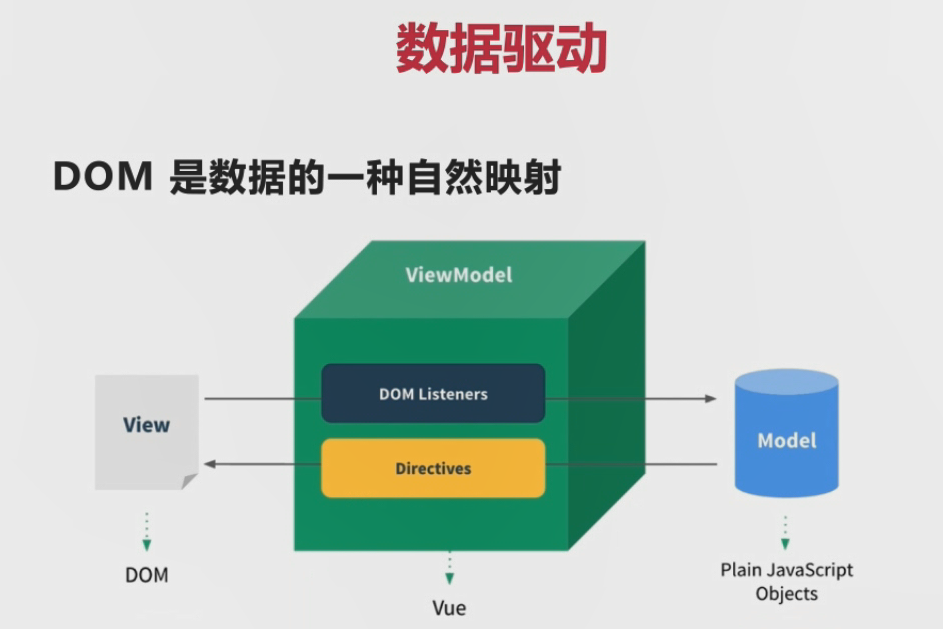 数据驱动
DOM 是数据的一种自然映射
ViewModel
DOM Listeners
View
Model
Directives
DOM
Plain JavaScript
Objects
Vue